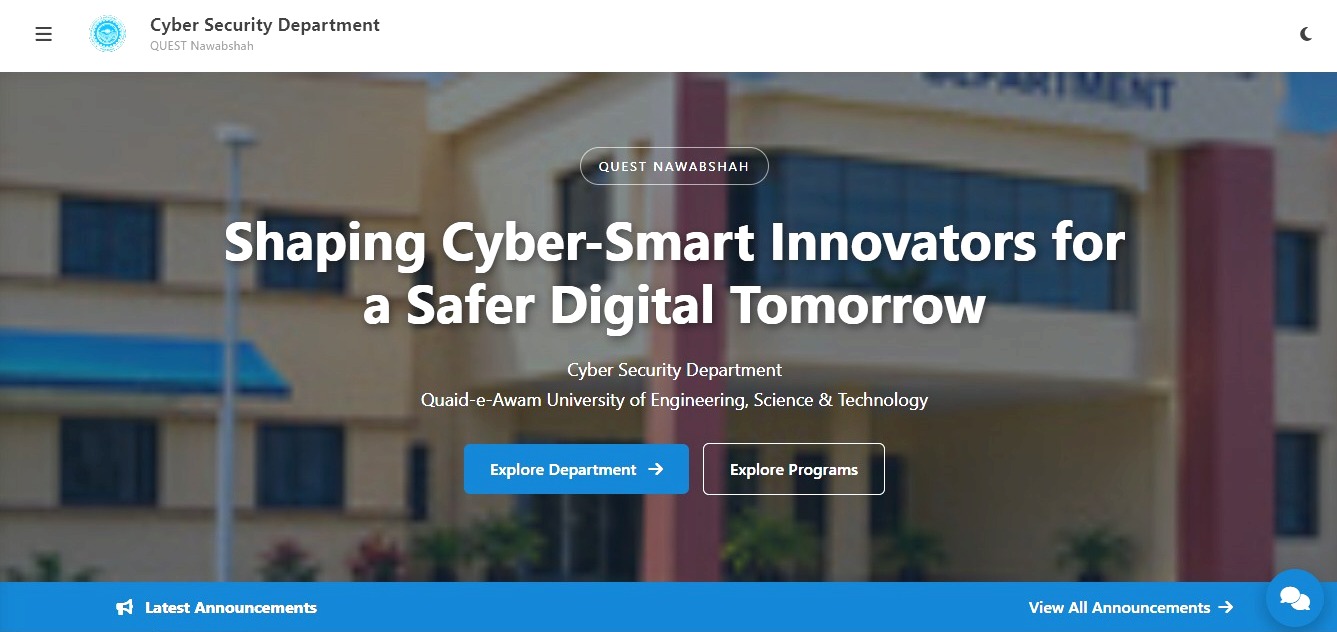 Cyber Security Department
QUEST Nawabshah
DEPARTMENT
QUEST NAWABSHAH
Shaping Cyber-Smart Innovators for
a Safer Digital Tomorrow
Cyber Security Department
Quaid-e-Awam University of Engineering, Science & Technology
Explore Department
Explore Programs
Latest Announcements
View All Announcements